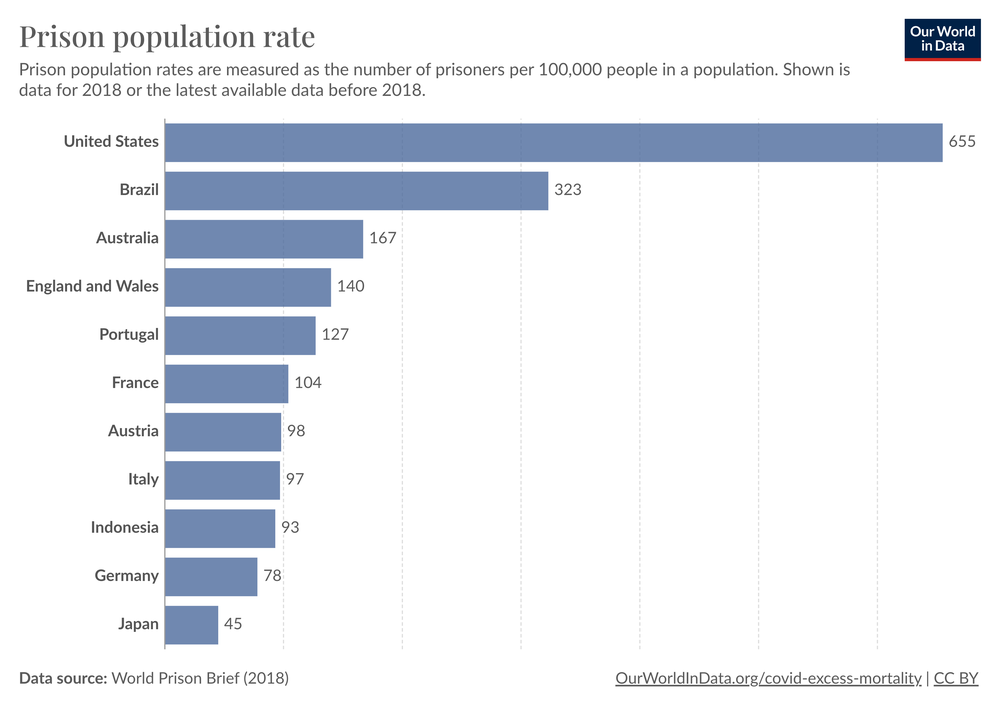 Prison population rate
Our World
in Data
Prison population rates are measured as the number of prisoners per 100,000 people in a population. Shown is
data for 2018 or the latest available data before 2018.
United States 655
Brazil 323
Australia 167
England and Wales 140
Portugal 127
France 104
Austria 98
Italy 97
Indonesia 93
Germany 78
Japan 45
Data source: World Prison Brief (2018) OurWorldInData.org/covid-excess-mortality | CC BY